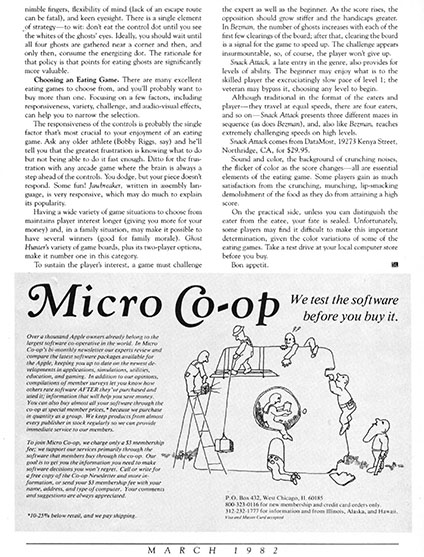 nimble fingers, flexibility of mind (lack of an escape route
can be fatal), and keen eyesight. There is a single element
of strategy—to wit: don't eat the control dot until you see
the whites of the ghosts' eyes. Ideally, you should wait until
all four ghosts are gathered near a corner and then, and
only then, consume the energizing dot. The rationale for
that policy is that points for eating ghosts are significantly
more valuable.
Choosing an Eating Game. There are many excellent
eating games to choose from, and you'll probably want to
buy more than one. Focusing on a few factors, including
responsiveness, variety, challenge, and audio-visual effects,
can help you to narrow the selection.
The responsiveness of the controls is probably the single
factor that's most crucial to your enjoyment of an eating
game. Ask any older athlete (Bobby Riggs, say) and he'll
tell you that the greatest frustration is knowing what to do
but not being able to do it fast enough. Ditto for the frus-
tration with any arcade game where the brain is always a
step ahead of the controls. You dodge, but your piece doesn't
respond. Some fun! Jawbreaker, written in assembly lan-
guage, is very responsive, which may do much to explain
its popularity.
Having a wide variety of game situations to choose from
maintains player interest longer (giving you more for your
money) and, in a family situation, may make it possible to
have several winners (good for family morale). Ghost
Hunter's variety of game boards, plus its two-player options,
make it number one in this category.
To sustain the player's interest, a game must challenge
the expert as well as the beginner. As the score rises, the
opposition should grow stiffer and the handicaps greater.
In Bezman, the number of ghosts increases with each of the
first few clearings of the board; after that, clearing the board
is a signal for the game to speed up. The challenge appears
insurmountable, so, of course, the player won't give up.
Snack Attack, a late entry in the genre, also provides for
levels of ability. The beginner may enjoy what is to the
skilled player the excruciatingly slow pace of level 1; the
veteran may bypass it, choosing any level to begin.
Although traditional in the format of the eaters and
player—they travel at equal speeds, there are four eaters,
and so on—Snack Attack presents three different mazes in
sequence (as does Bezman), and, also like Bezman, reaches
extremely challenging speeds on high levels.
Snack Attack comes from DataMost, 19273 Kenya Street,
Northridge, CA, for $29.95.
Sound and color, the background of crunching noises,
the flicker of color as the score changes—all are essential
elements of the eating game. Some players gain as much
satisfaction from the crunching, munching, lip-smacking
demolishment of the food as they do from attaining a high
score.
On the practical side, unless you can distinguish the
eater from the eatee, your fate is sealed. Unfortunately,
some players may find it difficult to make this important
determination, given the color variations of some of the
eating games. Take a test drive at your local computer store
before you buy.
Bon. appetit.
Micro Co-op
We test the software
before you buy it.
Over a thousand Apple owners already belong to the
largest software co-operative in the world. In Micro
Co-op's bi-monthly newsletter our experts review and
compare the latest software packages available for
the Apple, keeping you up to date on the newest de-
velopments in applications, simulations, utilities,
education, and gaming. In addition to our opinions,
compilations of member surveys let you know how
others rate software AFTER they've purchased and
used it; information that will help you save money.
You can also buy almost all your software through the
co-op at special member prices,* because we purchase
in quantity as a group. We keep products from almost
every publisher in stock regularly so we can provide
immediate service to our members.
To join Micro Co-op, we charge only a $3 membership
fee; we support our services primarily through the
software that members buy through the co-op. Our
goal is to get you the information you need to make
software decisions you won't regret. Call or write for
a free copy of the Co-op Newsletter and more in-
formation, or send your $3 membership fee with your
name, address, and type of computer. Your comments
and suggestions are always appreciated.
*10-25% below retail, and we pay shipping.
P.O. Box 432, West Chicago, Il. 60185
800-323-0116 for new membership and credit card orders only.
312-232-1777 for information and from Illinois, Alaska, and Hawaii.
Visa and Master Card accepted
MARCH 1982